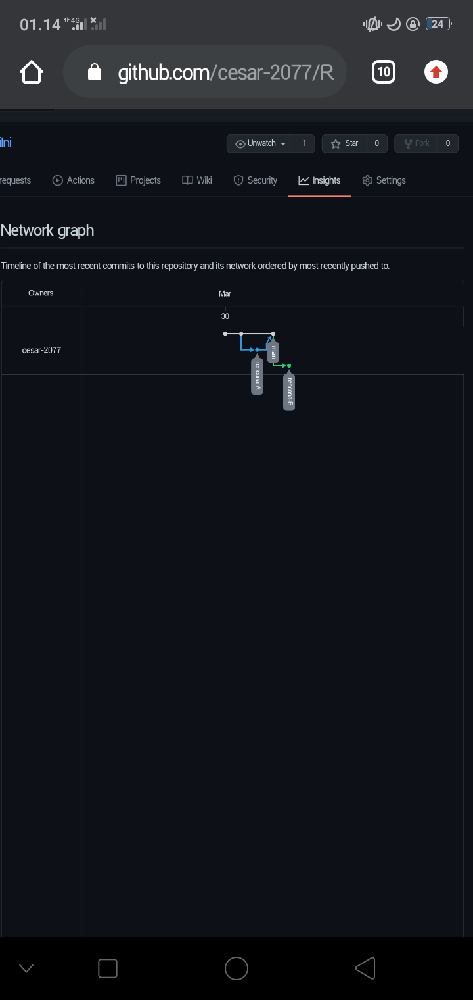 01.14 4G 24
github.com/cesar-2077/R 10
ilni Unwatch 1 Star 0 Fork 0
requests Actions Projects Wiki Security Insights Settings
Network graph
Timeline of the most recent commits to this repository and its network ordered by most recently pushed to.
Owners Mar
30
cesar-2077
main
rencana-A
rencana-B